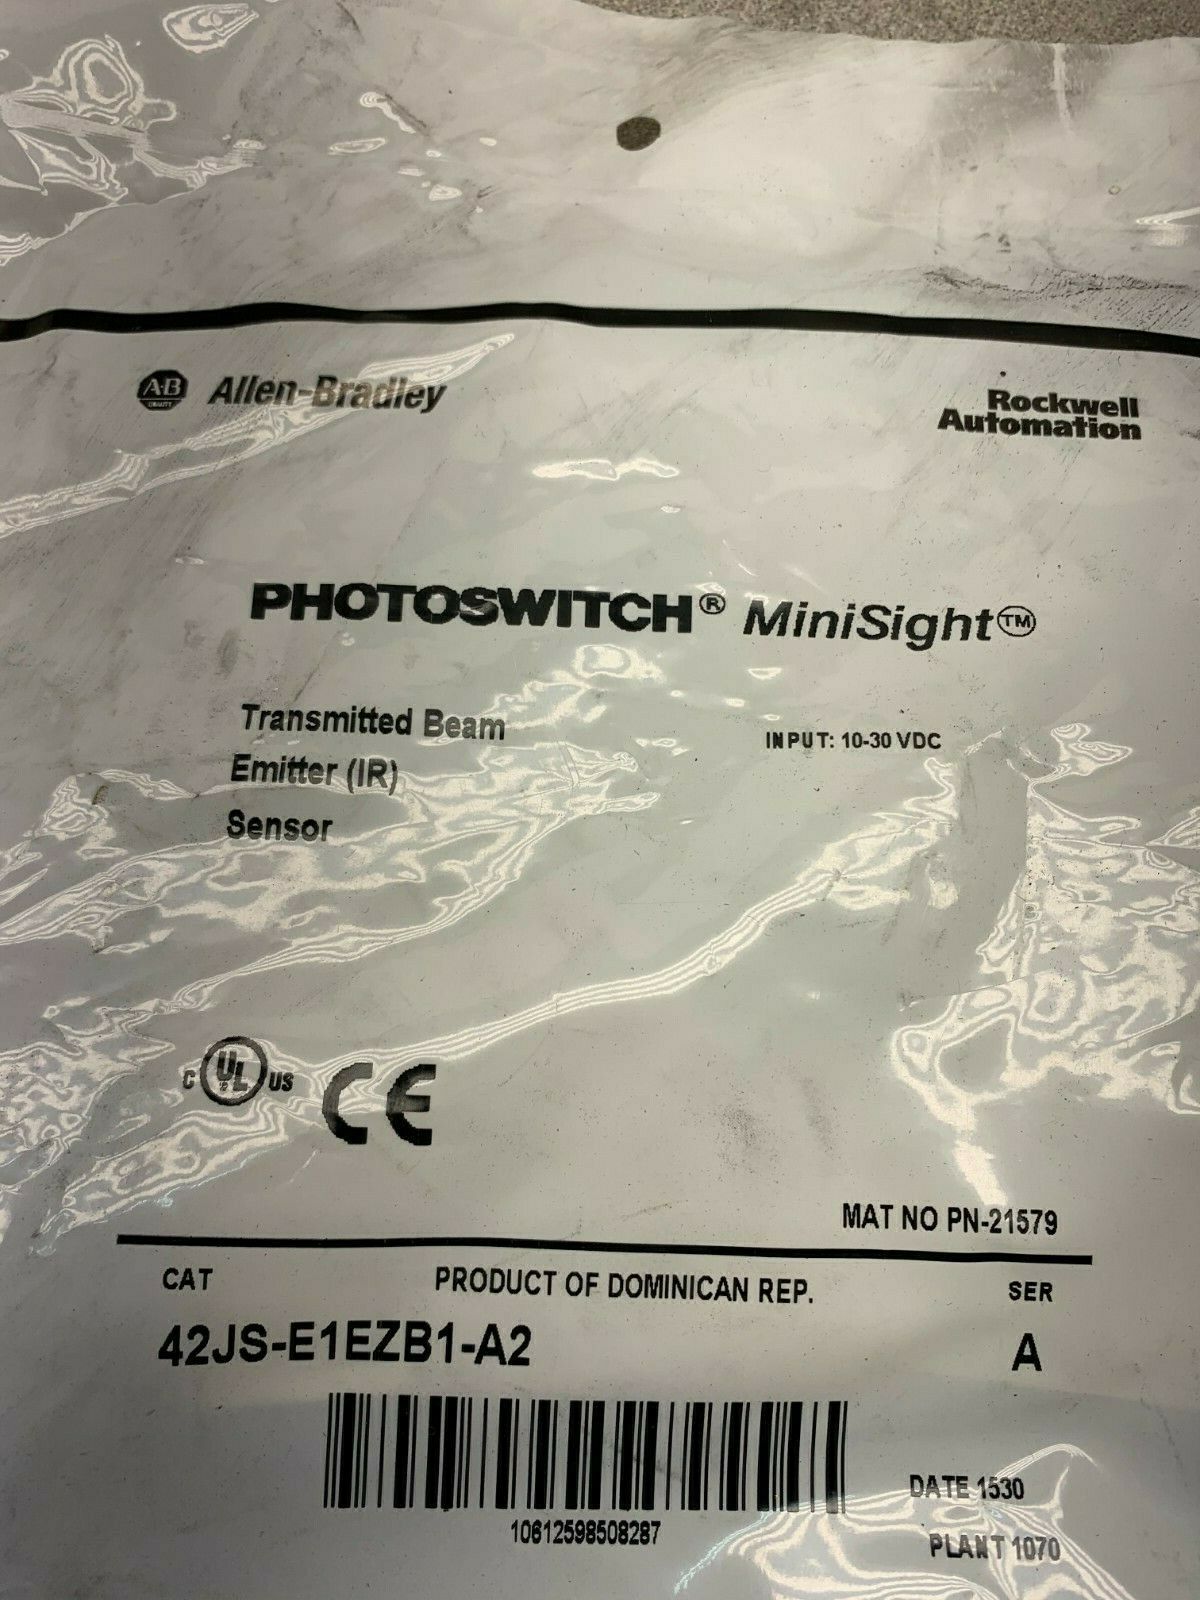 A-B
QUALITY
Allen-Bradley
Rockwell
Automation
PHOTOSWITCH® MiniSight™
Transmitted Beam
Emitter (IR)
Sensor
INPUT: 10-30 VDC
C UL US
CE
MAT NO PN-21579
CAT
PRODUCT OF DOMINICAN REP.
SER
42JS-E1EZB1-A2
A
10612598508287
DATE 1530
PLANT 1070